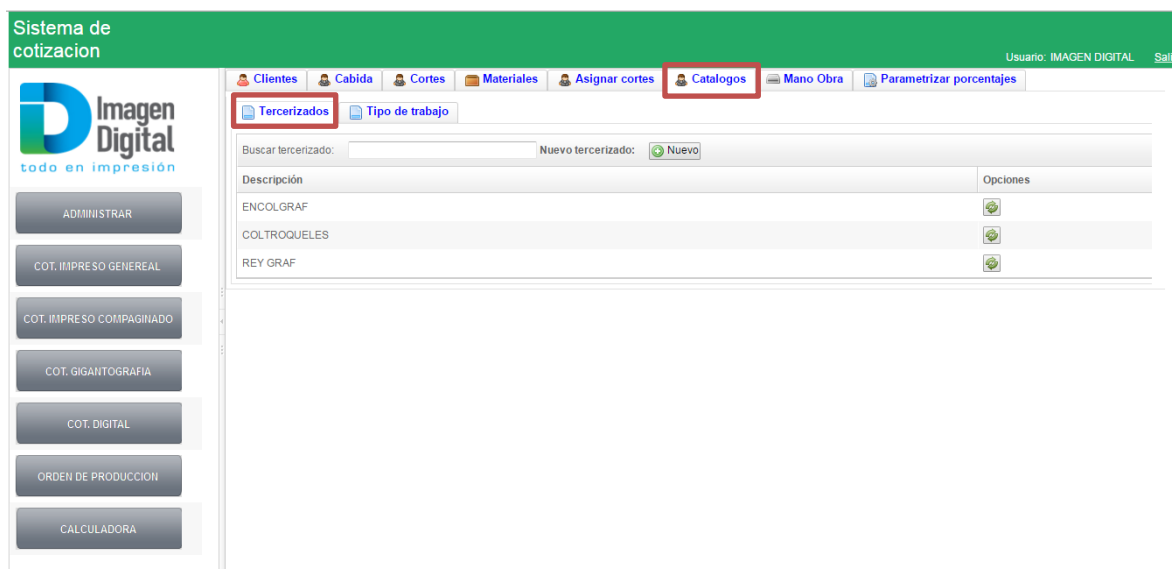 Sistema de
cotizacion
Usuario: IMAGEN DIGITAL Sali
Imagen
Digital
todo en impresión
ADMINISTRAR
COT. IMPRESO GENEREAL
COT. IMPRESO COMPAGINADO
COT. GIGANTOGRAFIA
COT. DIGITAL
ORDEN DE PRODUCCION
CALCULADORA
Clientes Cabida Cortes Materiales Asignar cortes Catalogos Mano Obra Parametrizar porcentajes
Tercerizados Tipo de trabajo
Buscar tercerizado: Nuevo tercerizado: Nuevo
Descripción Opciones
ENCOLGRAF
COLTROQUELES
REY GRAF